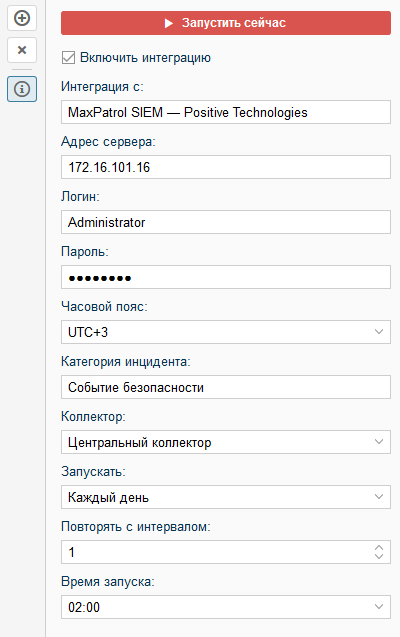 Запустить сейчас
Включить интеграцию
Интеграция с:
MaxPatrol SIEM — Positive Technologies
Адрес сервера:
172.16.101.16
Логин:
Administrator
Пароль:
●●●●●●●●
Часовой пояс:
UTC+3
Категория инцидента:
Событие безопасности
Коллектор:
Центральный коллектор
Запускать:
Каждый день
Повторять с интервалом:
1
Время запуска:
02:00